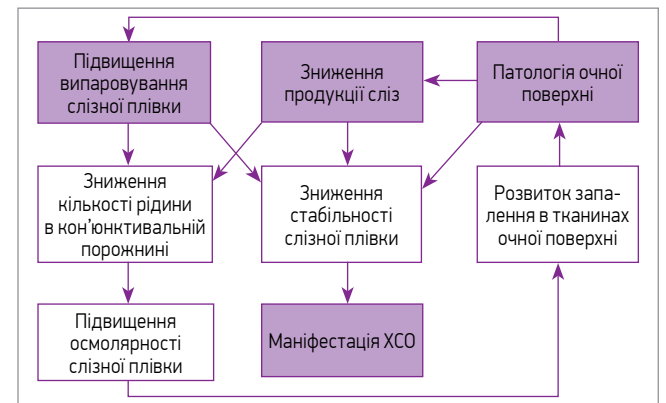 Підвищення
випаровування
слізної плівки
Зниження
продукції сліз
Патологія очної
поверхні
Зниження
кількості рідини
в кон’юнктивальній
порожнині
Зниження
стабільності
слізної плівки
Розвиток запа-
лення в тканинах
очної поверхні
Підвищення
осмолярності
слізної плівки
Маніфестація ХСО